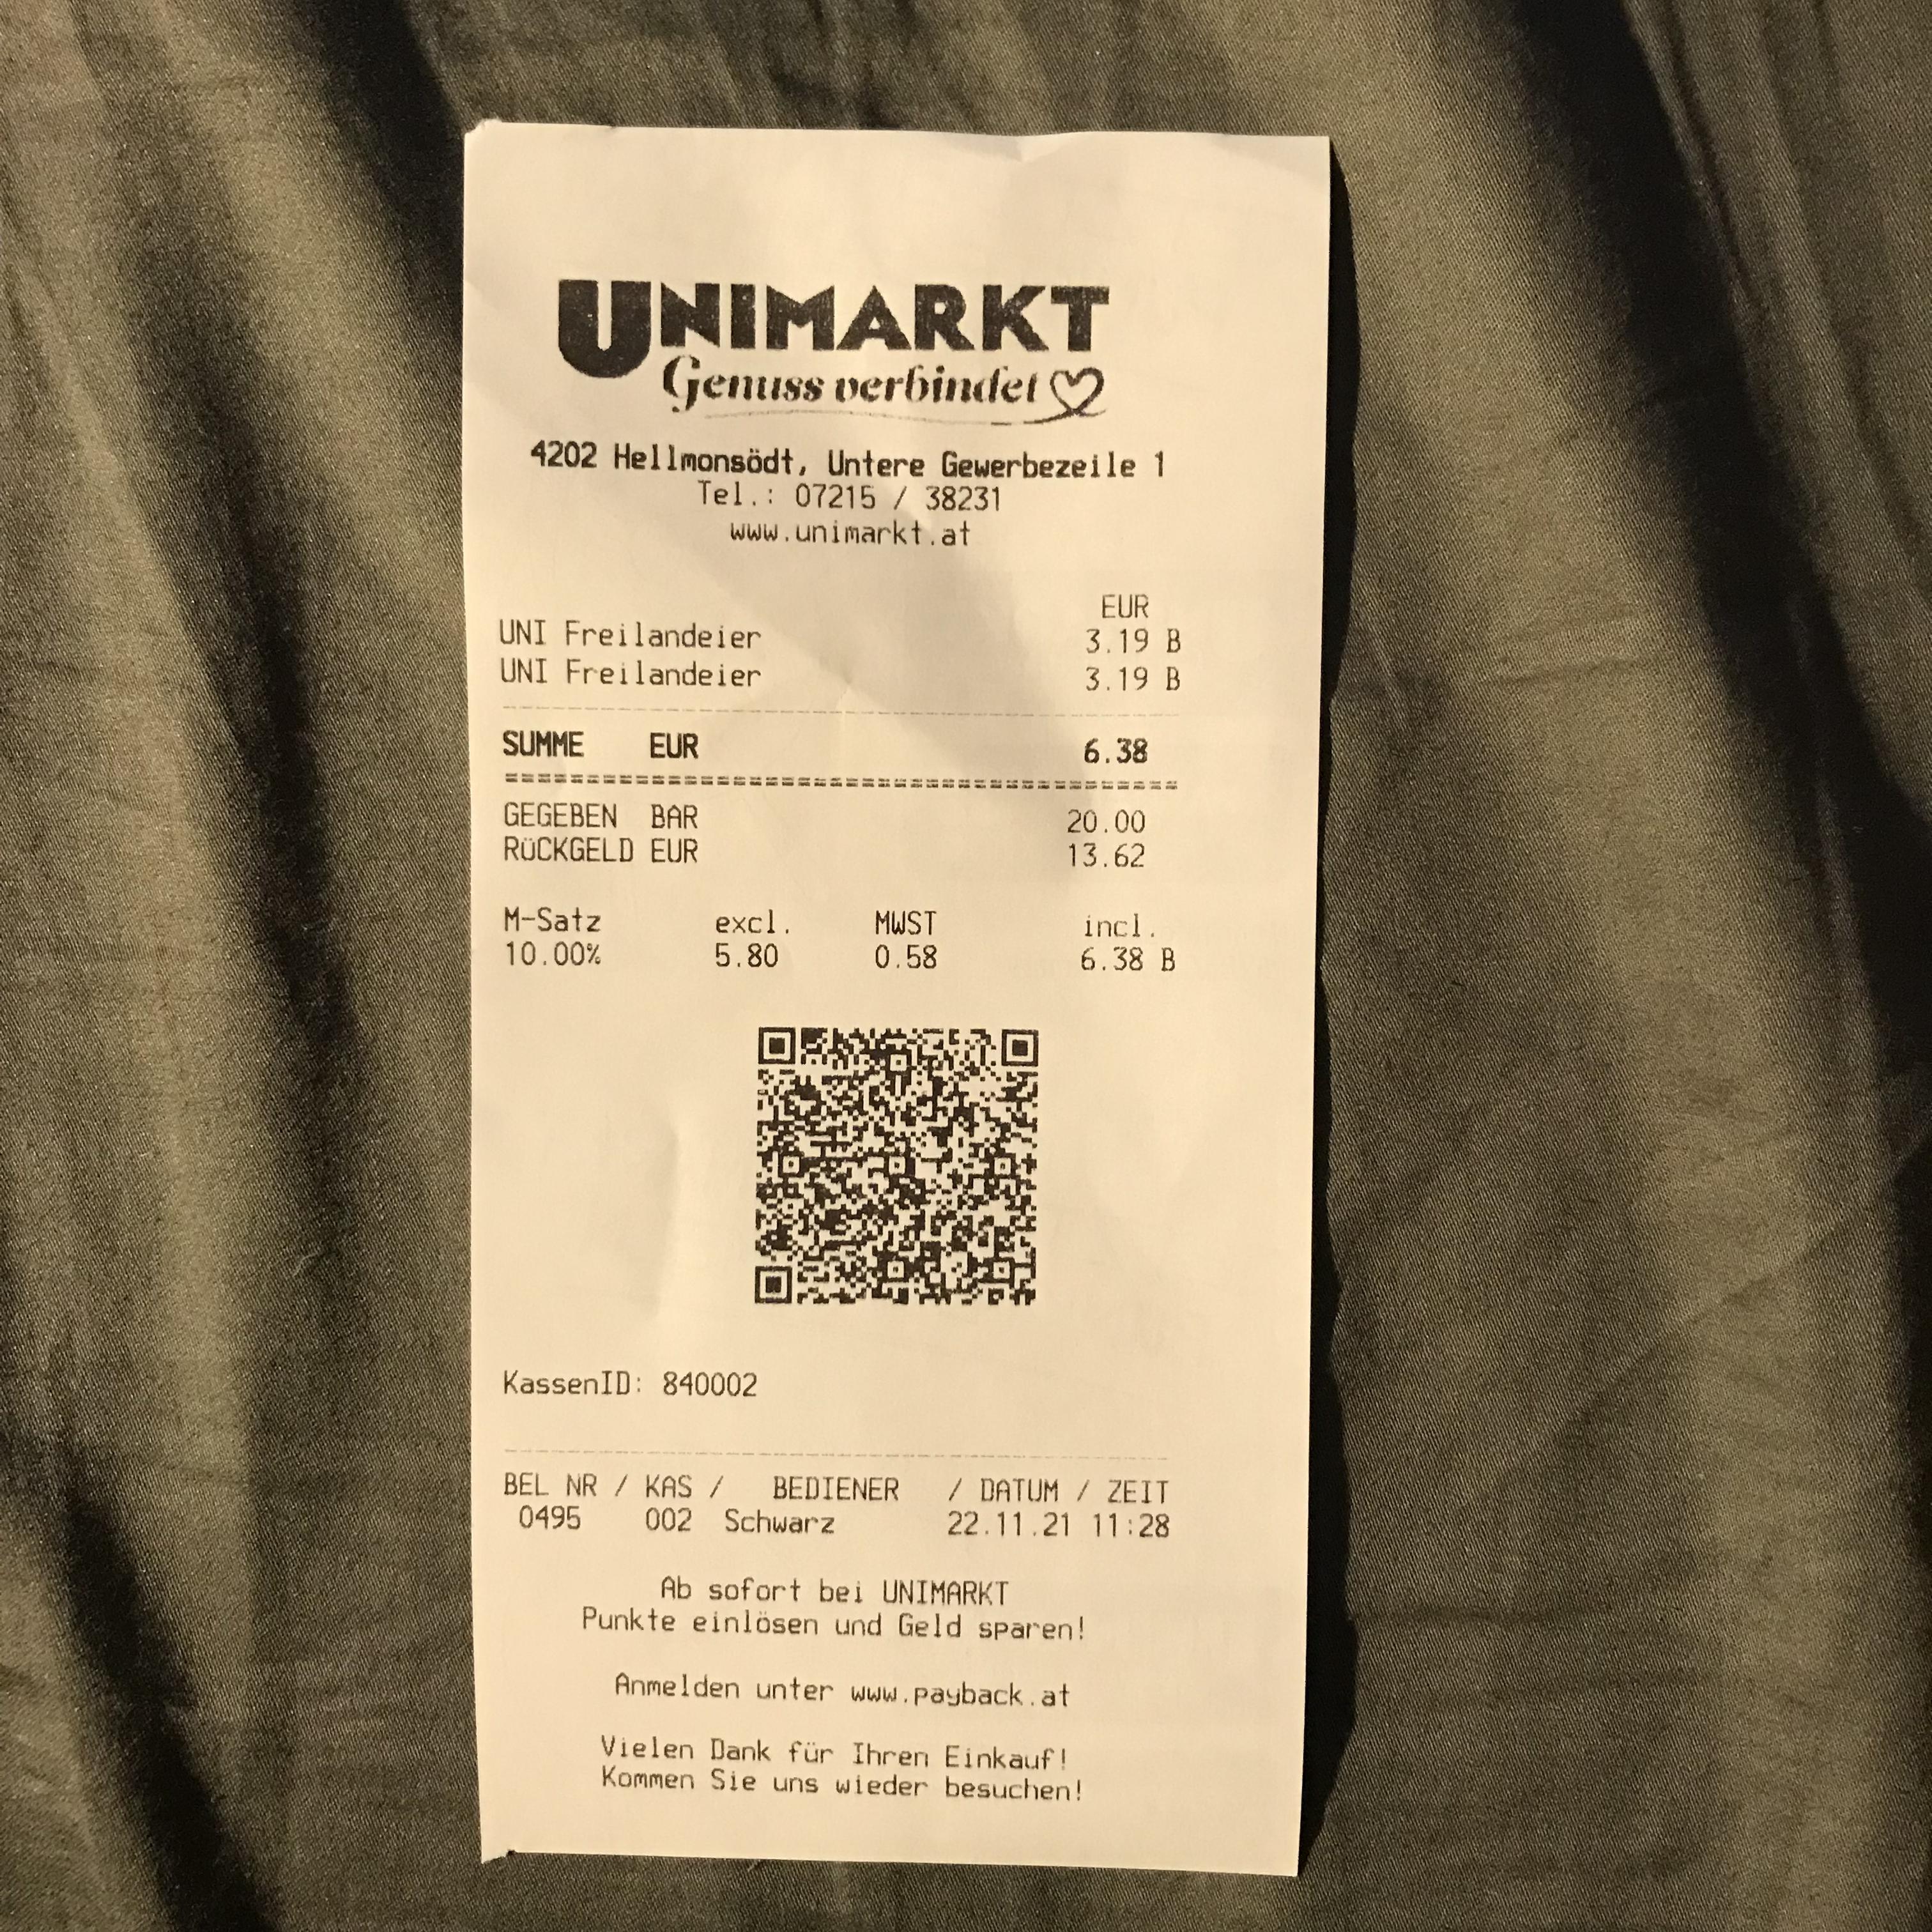 UNIMARKT
Genuss verbindet
4202 Hellmonsödt, Untere Gewerbezeile 1
Tel.: 07215 / 38231
www.unimarkt.at
EUR
UNI Freilandeier 3.19 B
UNI Freilandeier 3.19 B
SUMME EUR 6.38
GEGEBEN BAR 20.00
RÜCKGELD EUR 13.62
M-Satz excl. MWST incl.
10.00% 5.80 0.58 6.38 B
KassenID: 840002
BEL NR / KAS / BEDIENER / DATUM / ZEIT
0495 002 Schwarz 22.11.21 11:28
Ab sofort bei UNIMARKT
Punkte einlösen und Geld sparen!
Anmelden unter www.payback.at
Vielen Dank für Ihren Einkauf!
Kommen Sie uns wieder besuchen!